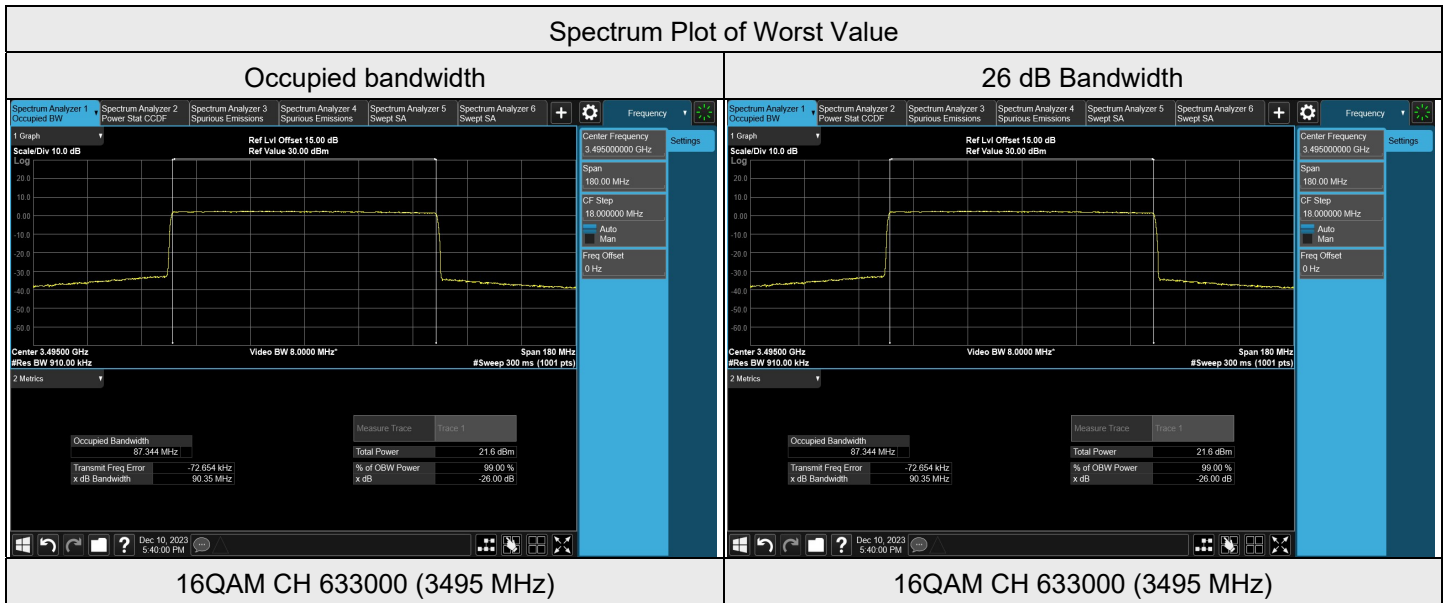 Spectrum Plot of Worst Value
Occupied bandwidth
26 dB Bandwidth
Spectrum Analyzer 1 Spectrum Analyzer 2 Spectrum Analyzer 3 Spectrum Analyzer 4 Spectrum Analyzer 5 Spectrum Analyzer 6 + Frequency
Occupied BW Power Stat CCDF Spurious Emissions Spurious Emissions Swept SA Swept SA
1 Graph
Ref Lvl Offset 15.00 dB
Scale/Div 10.0 dB Ref Value 30.00 dBm
Log
20.0
10.0
0.00
-10.0
-20.0
-30.0
-40.0
-50.0
-60.0
Center 3.49500 GHz Video BW 8.0000 MHz* Span 180 MHz
#Res BW 910.00 kHz #Sweep 300 ms (1001 pts)
Center Frequency
3.495000000 GHz
Settings
Span
180.00 MHz
CF Step
18.000000 MHz
Auto
Man
Freq Offset
0 Hz
2 Metrics
Measure Trace Trace 1
Occupied Bandwidth
87.344 MHz
Total Power 21.6 dBm
Transmit Freq Error -72.654 kHz % of OBW Power 99.00 %
x dB Bandwidth 90.35 MHz x dB -26.00 dB
? Dec 10, 2023
5:40:00 PM
Spectrum Analyzer 1 Spectrum Analyzer 2 Spectrum Analyzer 3 Spectrum Analyzer 4 Spectrum Analyzer 5 Spectrum Analyzer 6 + Frequency
Occupied BW Power Stat CCDF Spurious Emissions Spurious Emissions Swept SA Swept SA
1 Graph
Ref Lvl Offset 15.00 dB
Scale/Div 10.0 dB Ref Value 30.00 dBm
Log
20.0
10.0
0.00
-10.0
-20.0
-30.0
-40.0
-50.0
-60.0
Center 3.49500 GHz Video BW 8.0000 MHz* Span 180 MHz
#Res BW 910.00 kHz #Sweep 300 ms (1001 pts)
Center Frequency
3.495000000 GHz
Settings
Span
180.00 MHz
CF Step
18.000000 MHz
Auto
Man
Freq Offset
0 Hz
2 Metrics
Measure Trace Trace 1
Occupied Bandwidth
87.344 MHz
Total Power 21.6 dBm
Transmit Freq Error -72.654 kHz % of OBW Power 99.00 %
x dB Bandwidth 90.35 MHz x dB -26.00 dB
? Dec 10, 2023
5:40:00 PM
16QAM CH 633000 (3495 MHz)
16QAM CH 633000 (3495 MHz)